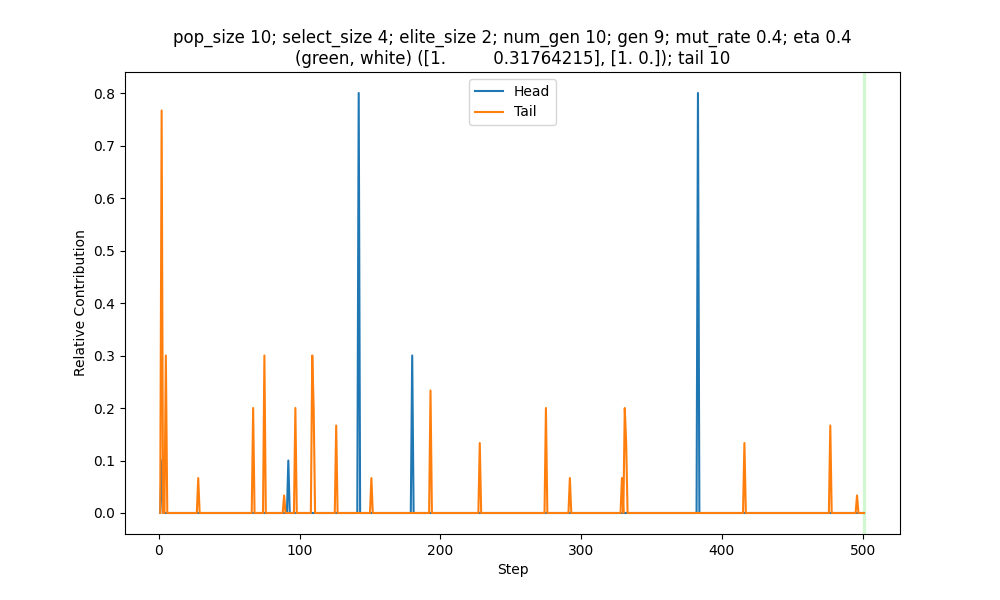 pop_size 10; select_size 4; elite_size 2; num_gen 10; gen 9; mut_rate 0.4; eta 0.4
(green, white) ([1. 0.31764215], [1. 0.]); tail 10
Head
Tail
Relative Contribution
0.8
0.7
0.6
0.5
0.4
0.3
0.2
0.1
0.0
0 100 200 300 400 500
Step